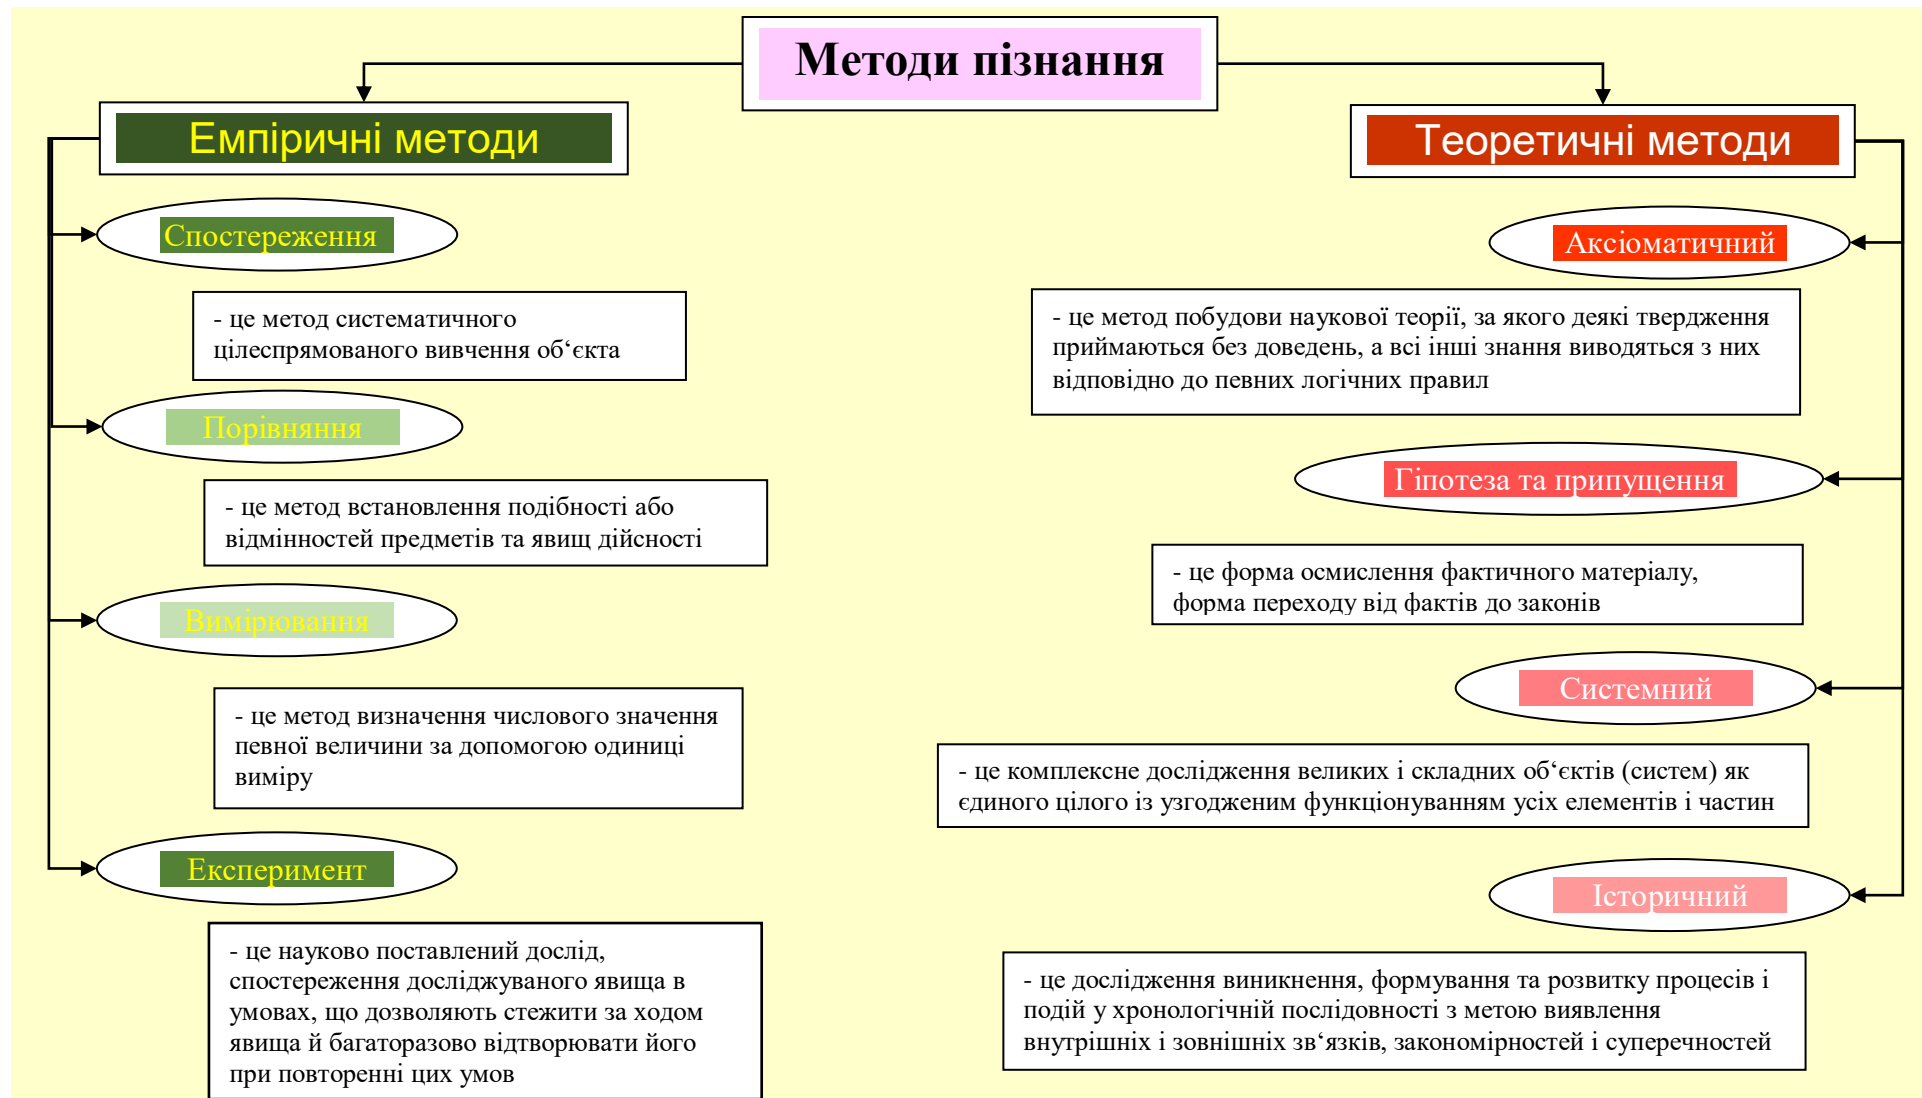 Методи пізнання
Емпіричні методи
Спостереження
- це метод систематичного
цілеспрямованого вивчення об‘єкта
Порівняння
- це метод встановлення подібності або
відмінностей предметів та явищ дійсності
Вимірювання
- це метод визначення числового значення
певної величини за допомогою одиниці
виміру
Експеримент
- це науково поставлений дослід,
спостереження досліджуваного явища в
умовах, що дозволяють стежити за ходом
явища й багаторазово відтворювати його
при повторенні цих умов
Теоретичні методи
Аксіоматичний
- це метод побудови наукової теорії, за якого деякі твердження
приймаються без доведень, а всі інші знання виводяться з них
відповідно до певних логічних правил
Гіпотеза та припущення
- це форма осмислення фактичного матеріалу,
форма переходу від фактів до законів
Системний
- це комплексне дослідження великих і складних об‘єктів (систем) як
єдиного цілого із узгодженим функціонуванням усіх елементів і частин
Історичний
- це дослідження виникнення, формування та розвитку процесів і
подій у хронологічній послідовності з метою виявлення
внутрішніх і зовнішніх зв‘язків, закономірностей і суперечностей